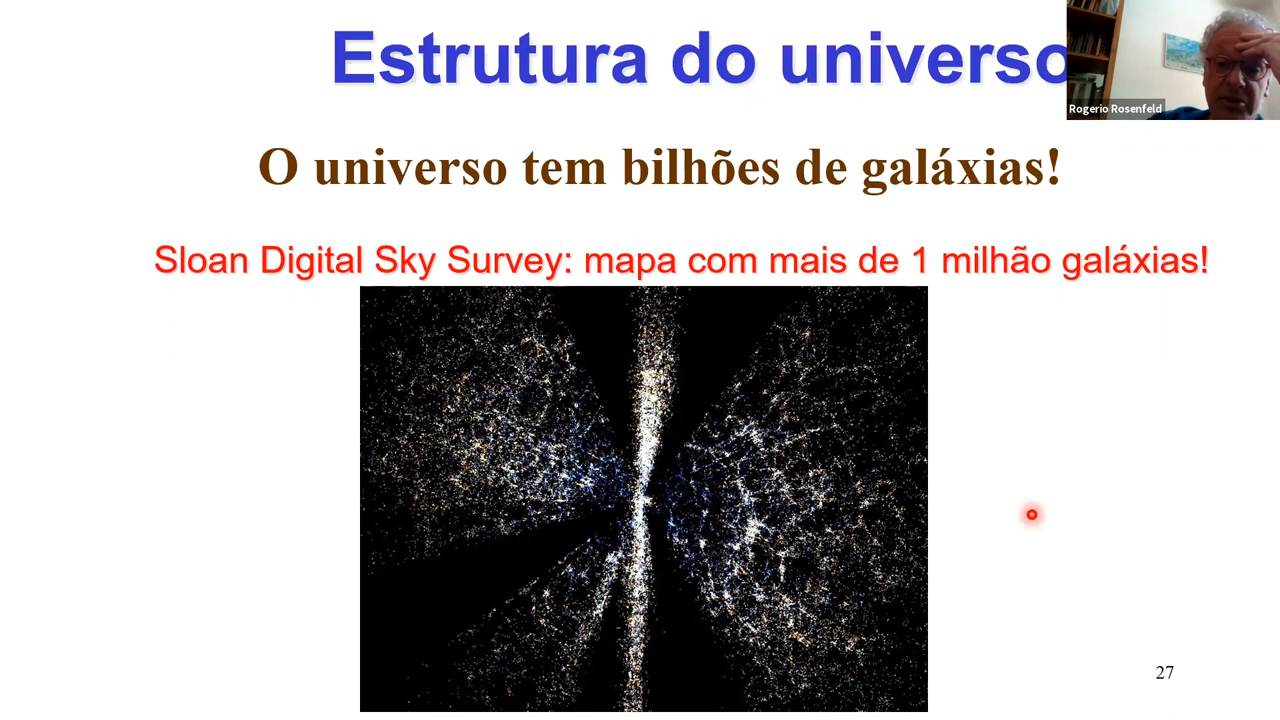 Estrutura do universo
Rogerio Rosenfeld
O universo tem bilhões de galáxias!
Sloan Digital Sky Survey: mapa com mais de 1 milhão galáxias!
27